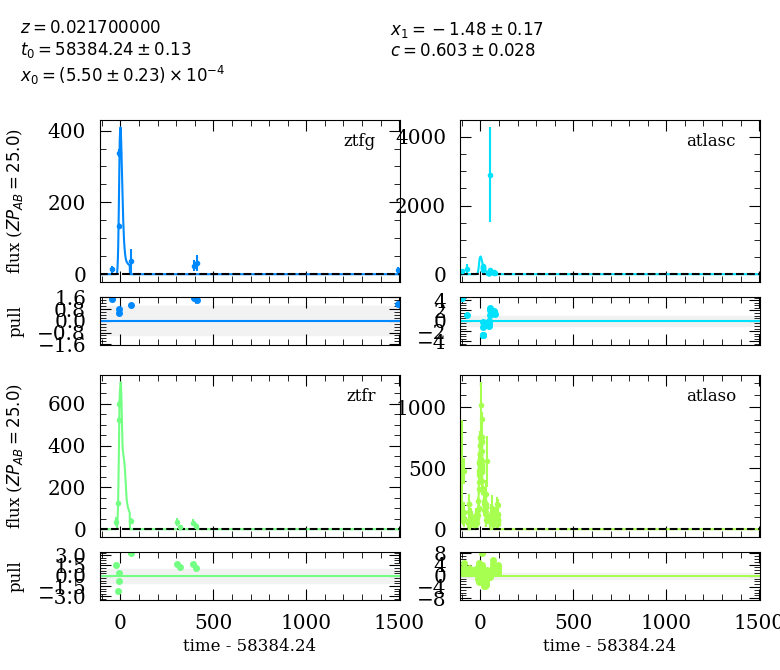 z = 0.021700000
t0 = 58384.24 ± 0.13
x0 = (5.50 ± 0.23) × 10^−4
x1 = −1.48 ± 0.17
c = 0.603 ± 0.028
flux (ZP_AB = 25.0)
400
200
0
ztfg
4000
2000
0
atlasc
pull
1.6
0.8
0.0
−0.8
−1.6
4
2
0
−2
−4
flux (ZP_AB = 25.0)
600
400
200
0
ztfr
1000
500
0
atlaso
pull
3.0
1.5
0.0
−1.5
−3.0
8
4
0
−4
−8
0 500 1000 1500
time - 58384.24
0 500 1000 1500
time - 58384.24